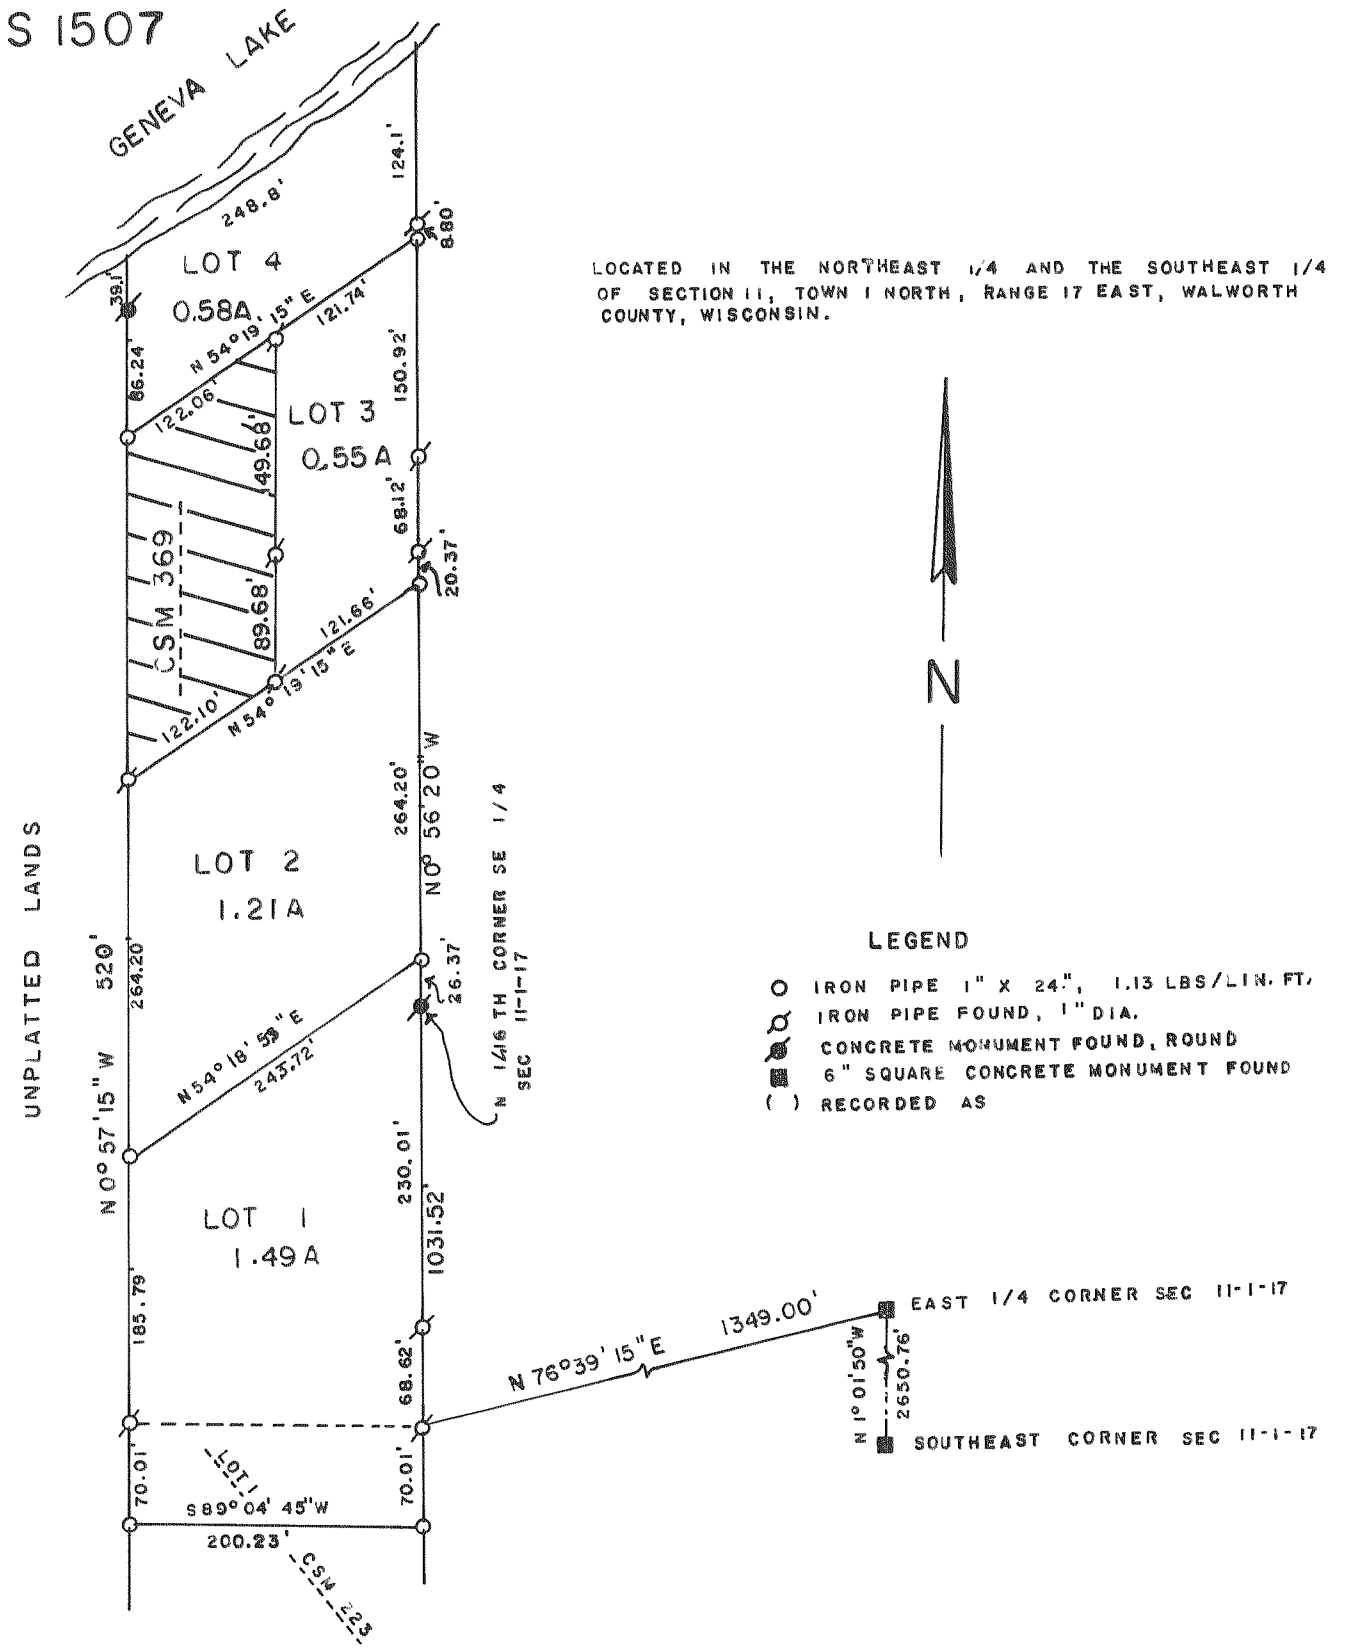 S 1507
GENEVA LAKE
248.8'
124.1'
8.80'
LOT 4
0.58A.
39.1'
N 54° 19' 15" E
121.74'
86.24'
122.06'
LOCATED IN THE NORTHEAST 1/4 AND THE SOUTHEAST 1/4
OF SECTION 11, TOWN 1 NORTH, RANGE 17 EAST, WALWORTH
COUNTY, WISCONSIN.
150.92'
LOT 3
0.55A
149.68'
68.12'
20.37'
CSM 369
89.68'
121.66'
N 54° 19' 15" E
122.10'
N
264.20'
N0° 56' 20" W
N 1/16 TH CORNER SE 1/4
SEC 11-1-17
UNPLATTED LANDS
LOT 2
1.21A
520'
264.20'
26.37'
N54° 18' 53" E
243.72'
LEGEND
IRON PIPE 1" X 24", 1.13 LBS/LIN. FT.
IRON PIPE FOUND, 1" DIA.
CONCRETE MONUMENT FOUND, ROUND
6" SQUARE CONCRETE MONUMENT FOUND
( ) RECORDED AS
N 0° 57' 15" W
230.01'
1031.52'
LOT 1
1.49A
185.79'
68.62'
N 76°39' 15" E
1349.00'
EAST 1/4 CORNER SEC 11-1-17
N 1° 01' 50" W
2650.76'
SOUTHEAST CORNER SEC 11-1-17
70.01'
LOT 1
70.01'
S 89° 04' 45" W
200.23'
CSM 223